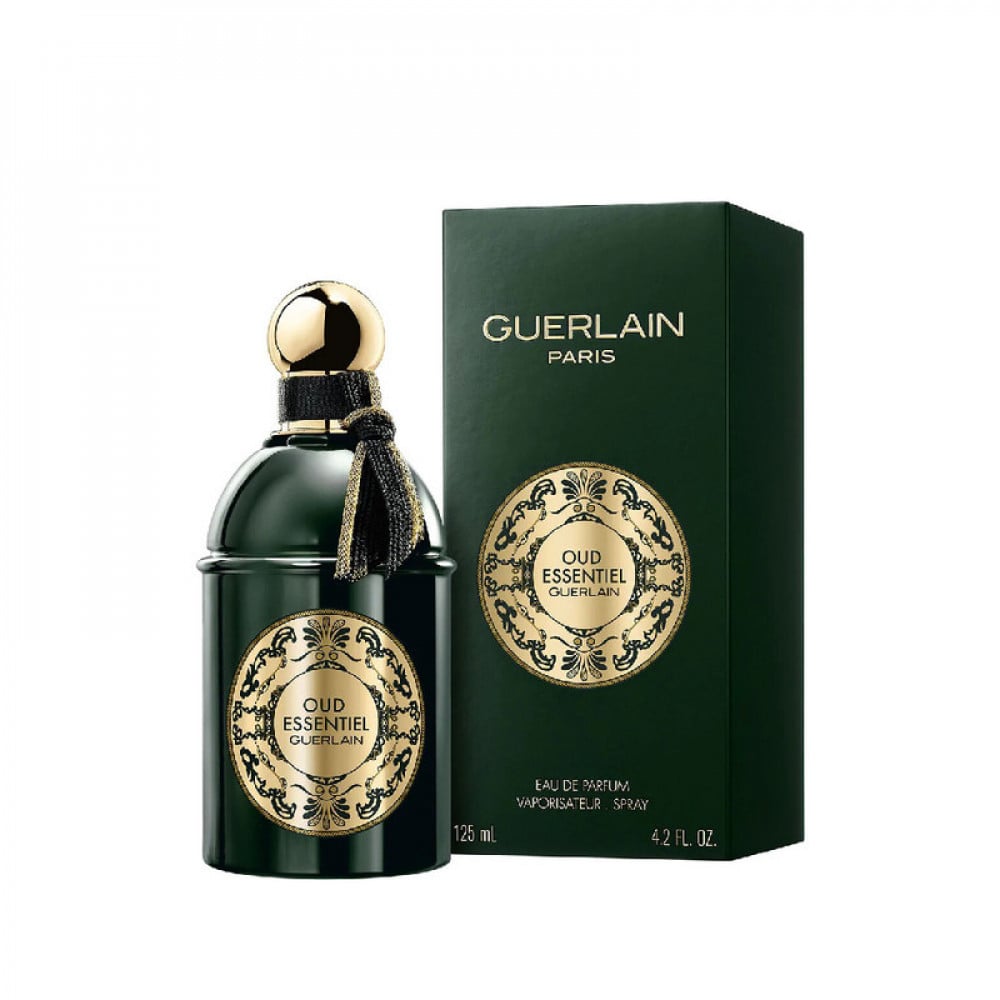 GUERLAIN
PARIS
OUD
ESSENTIEL
GUERLAIN
EAU DE PARFUM
VAPORISATEUR . SPRAY
125 mL
4.2 FL. OZ.
OUD
ESSENTIEL
GUERLAIN